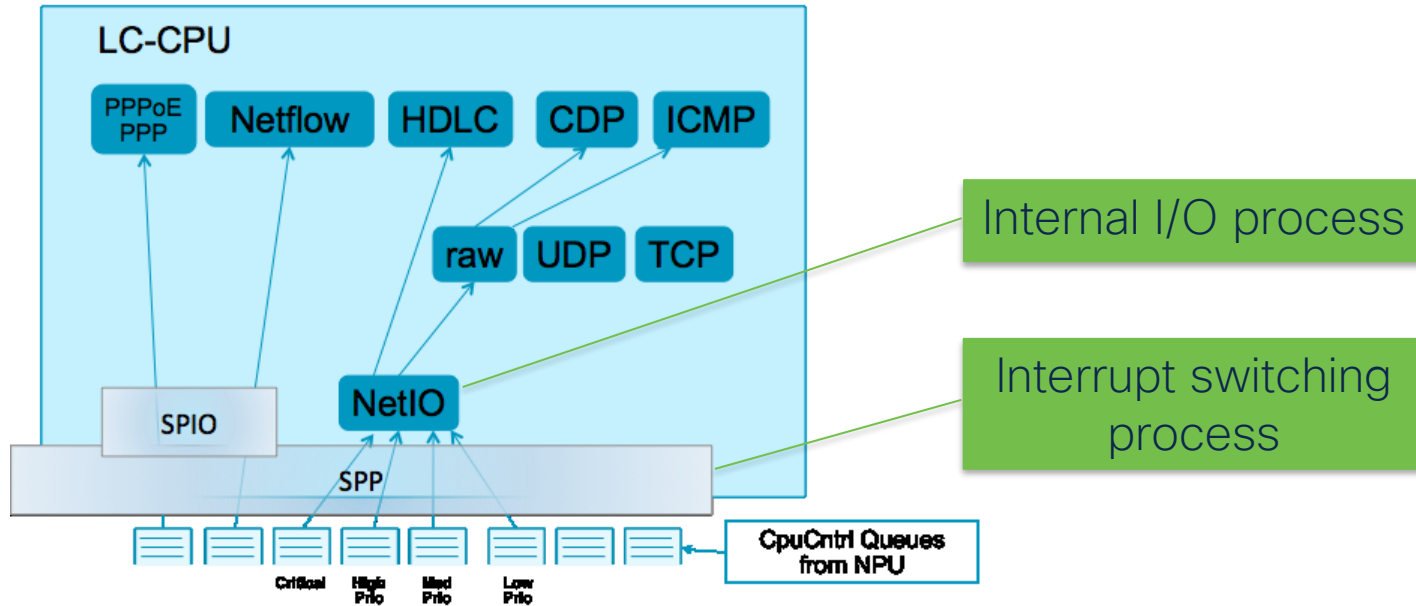 LC-CPU
PPPoE
PPP
Netflow
HDLC
CDP
ICMP
raw
UDP
TCP
Internal I/O process
NetIO
Interrupt switching
process
SPIO
SPP
CpuCntrl Queues
from NPU
Critical
High
Prio
Med
Prio
Low
Prio